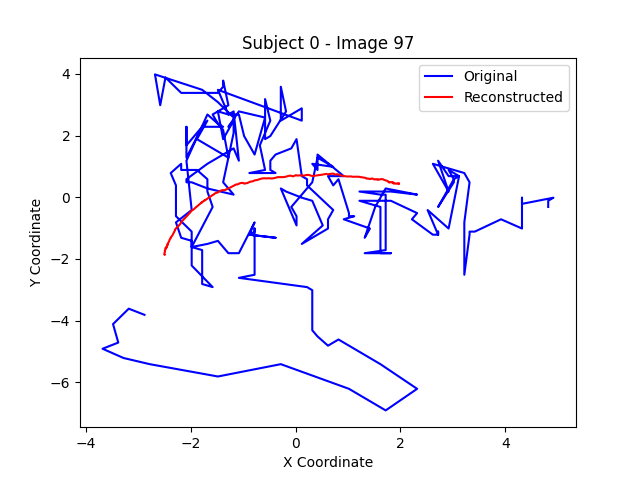 Subject 0 - Image 97
Original
Reconstructed
Y Coordinate
4
2
0
−2
−4
−6
−4
−2
0
2
4
X Coordinate